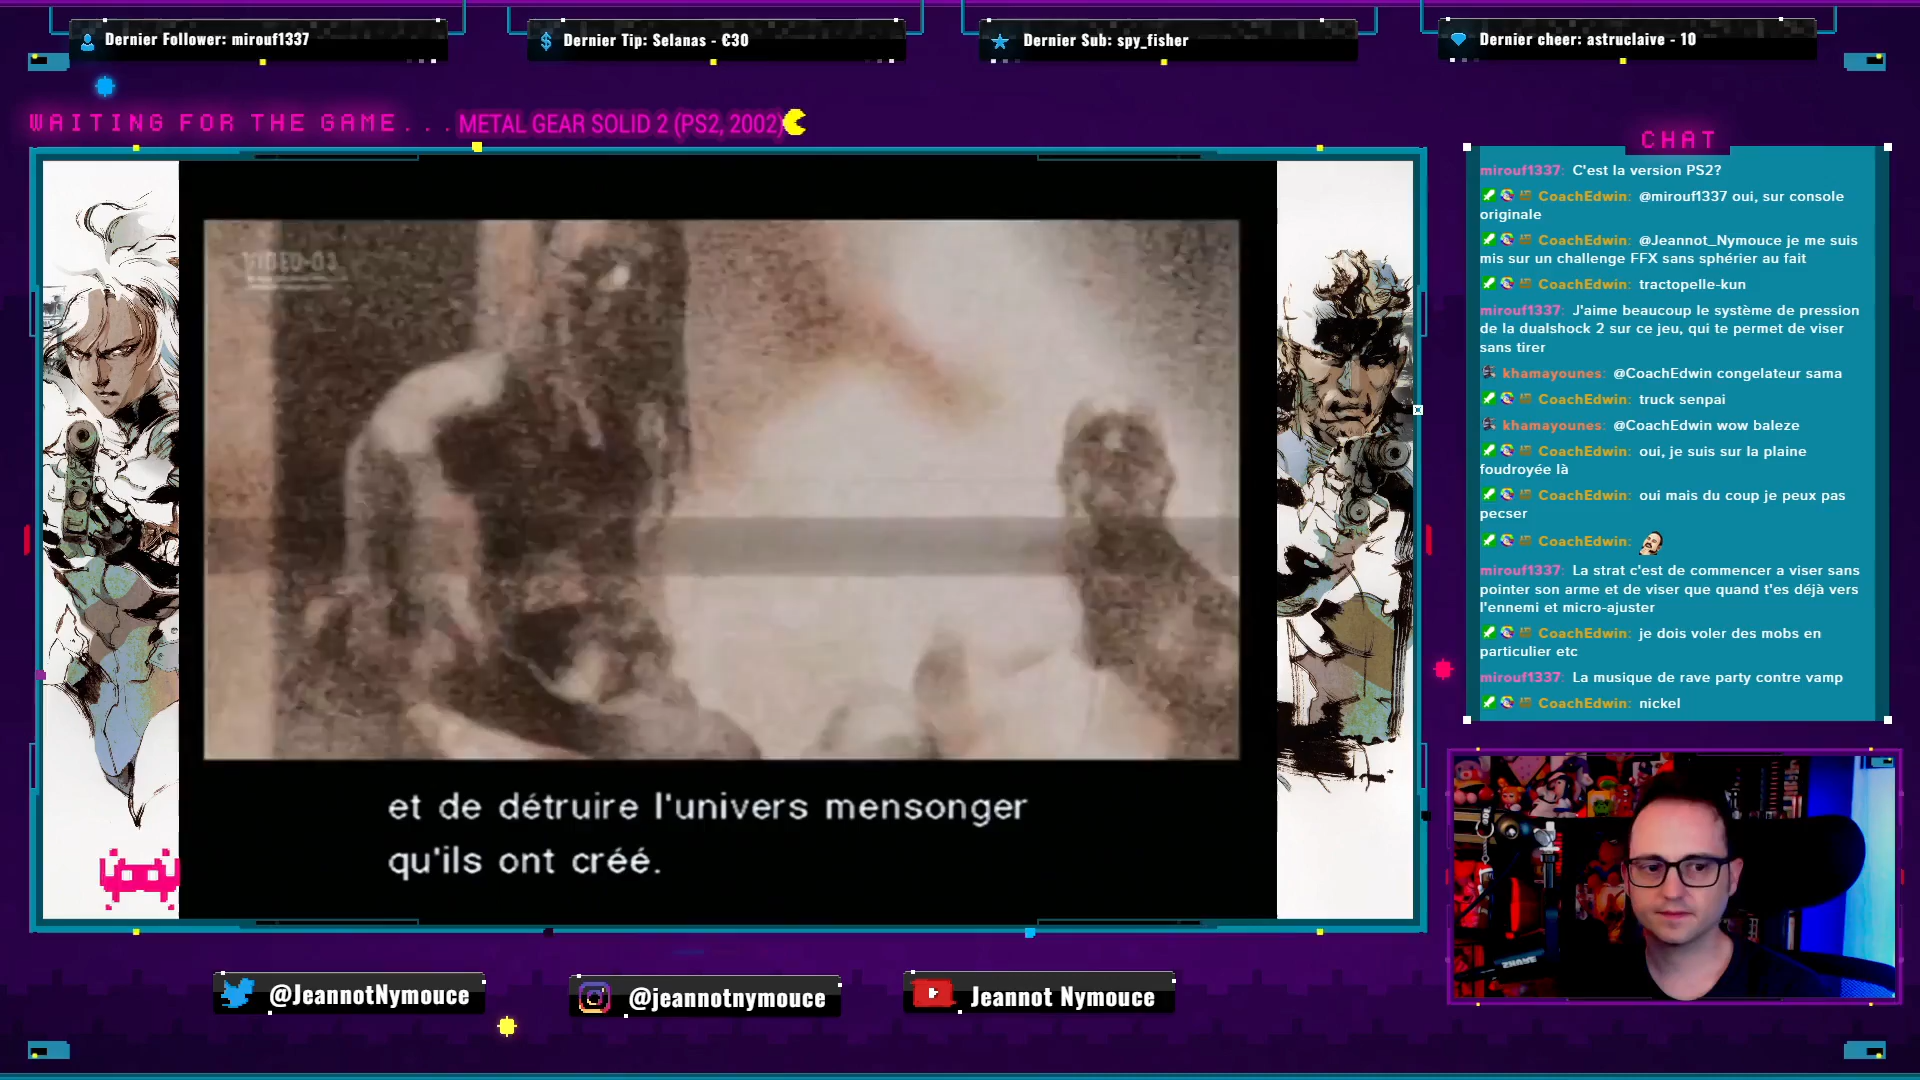 Dernier Follower: mirouf1337
Dernier Tip: Selanas - €30
Dernier Sub: spy_fisher
Dernier cheer: astruclaive - 10
WAITING FOR THE GAME... METAL GEAR SOLID 2 (PS2, 2002)
VIDEO-03
et de détruire l'univers mensonger
qu'ils ont créé.
CHAT
mirouf1337: C'est la version PS2?
CoachEdwin: @mirouf1337 oui, sur console
originale
CoachEdwin: @Jeannot_Nymouce je me suis
mis sur un challenge FFX sans sphérier au fait
CoachEdwin: tractopelle-kun
mirouf1337: J'aime beaucoup le système de pression
de la dualshock 2 sur ce jeu, qui te permet de viser
sans tirer
khamayounes: @CoachEdwin congelateur sama
CoachEdwin: truck senpai
khamayounes: @CoachEdwin wow baleze
CoachEdwin: oui, je suis sur la plaine
foudroyée là
CoachEdwin: oui mais du coup je peux pas
pecser
CoachEdwin:
mirouf1337: La strat c'est de commencer a viser sans
pointer son arme et de viser que quand t'es déjà vers
l'ennemi et micro-ajuster
CoachEdwin: je dois voler des mobs en
particulier etc
mirouf1337: La musique de rave party contre vamp
CoachEdwin: nickel
@JeannotNymouce
@jeannotnymouce
Jeannot Nymouce